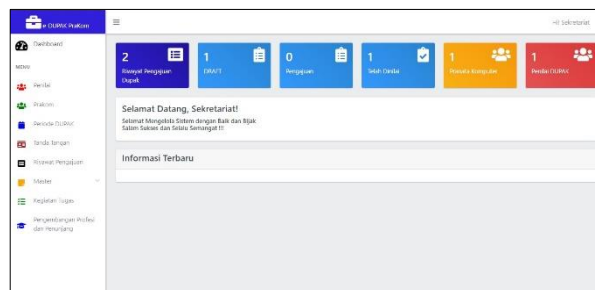 e DUPAK PraKom
Sekretariat
Dashboard
MENU
Penilai
Prakom
Periode DUPAK
Tanda Tangan
Riwayat Pengajuan
Master
Kegiatan Tugas
Pengembangan Profesi
dan Penunjang
2
Riwayat Pengajuan
Dupak
1
DRAFT
0
Pengajuan
1
Telah Dinilai
1
Pranata Komputer
1
Penilai DUPAK
Selamat Datang, Sekretariat!
Selamat Mengelola Sistem dengan Baik dan Bijak
Salam Sukses dan Selalu Semangat !!!
Informasi Terbaru